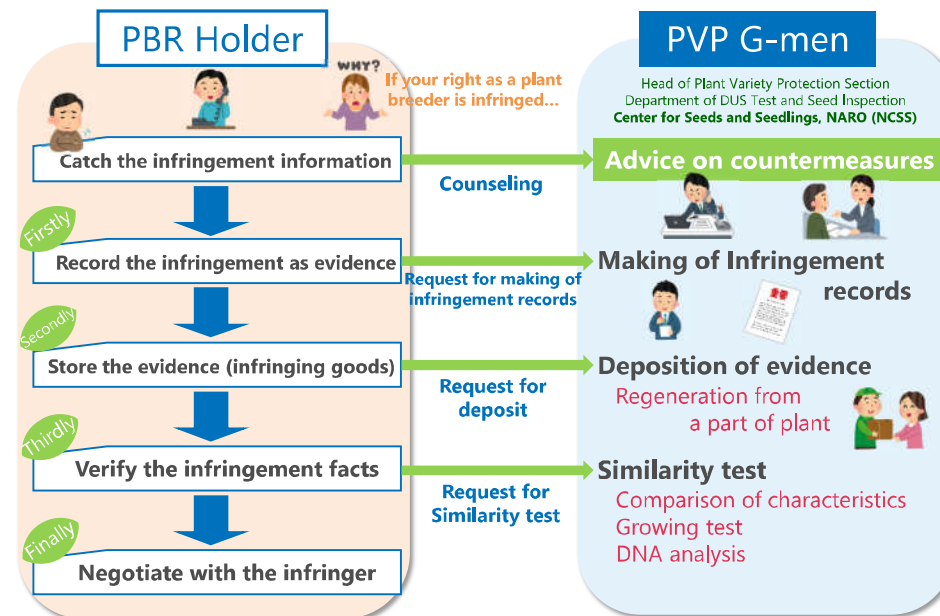 PBR Holder
WHY?
If your right as a plant
breeder is infringed…
PVP G-men
Head of Plant Variety Protection Section
Department of DUS Test and Seed Inspection
Center for Seeds and Seedlings, NARO (NCSS)
Catch the infringement information
Counseling
Advice on countermeasures
Firstly
Record the infringement as evidence
Request for making of
infringement records
Making of Infringement
records
Secondly
Store the evidence (infringing goods)
Request for
deposit
Deposition of evidence
Regeneration from
a part of plant
Thirdly
Verify the infringement facts
Request for
Similarity test
Similarity test
Comparison of characteristics
Growing test
DNA analysis
Finally
Negotiate with the infringer